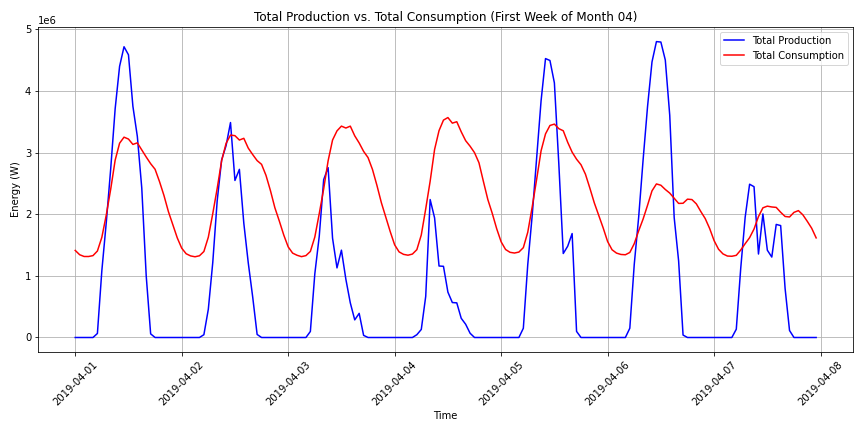 Total Production vs. Total Consumption (First Week of Month 04)
1e6
Total Production
Total Consumption
5
4
3
2
1
0
Energy (W)
2019-04-01
2019-04-02
2019-04-03
2019-04-04
2019-04-05
2019-04-06
2019-04-07
2019-04-08
Time